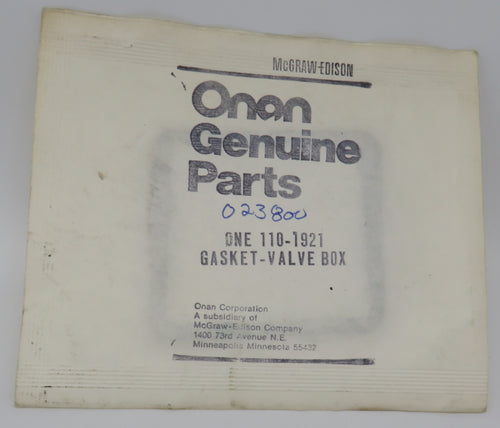 McGRAW-EDISON
Onan
Genuine
Parts
023800
ONE 110-1921
GASKET-VALVE BOX
Onan Corporation
A subsidiary of
McGraw-Edison Company
1400 73rd Avenue N.E.
Minneapolis Minnesota 55432